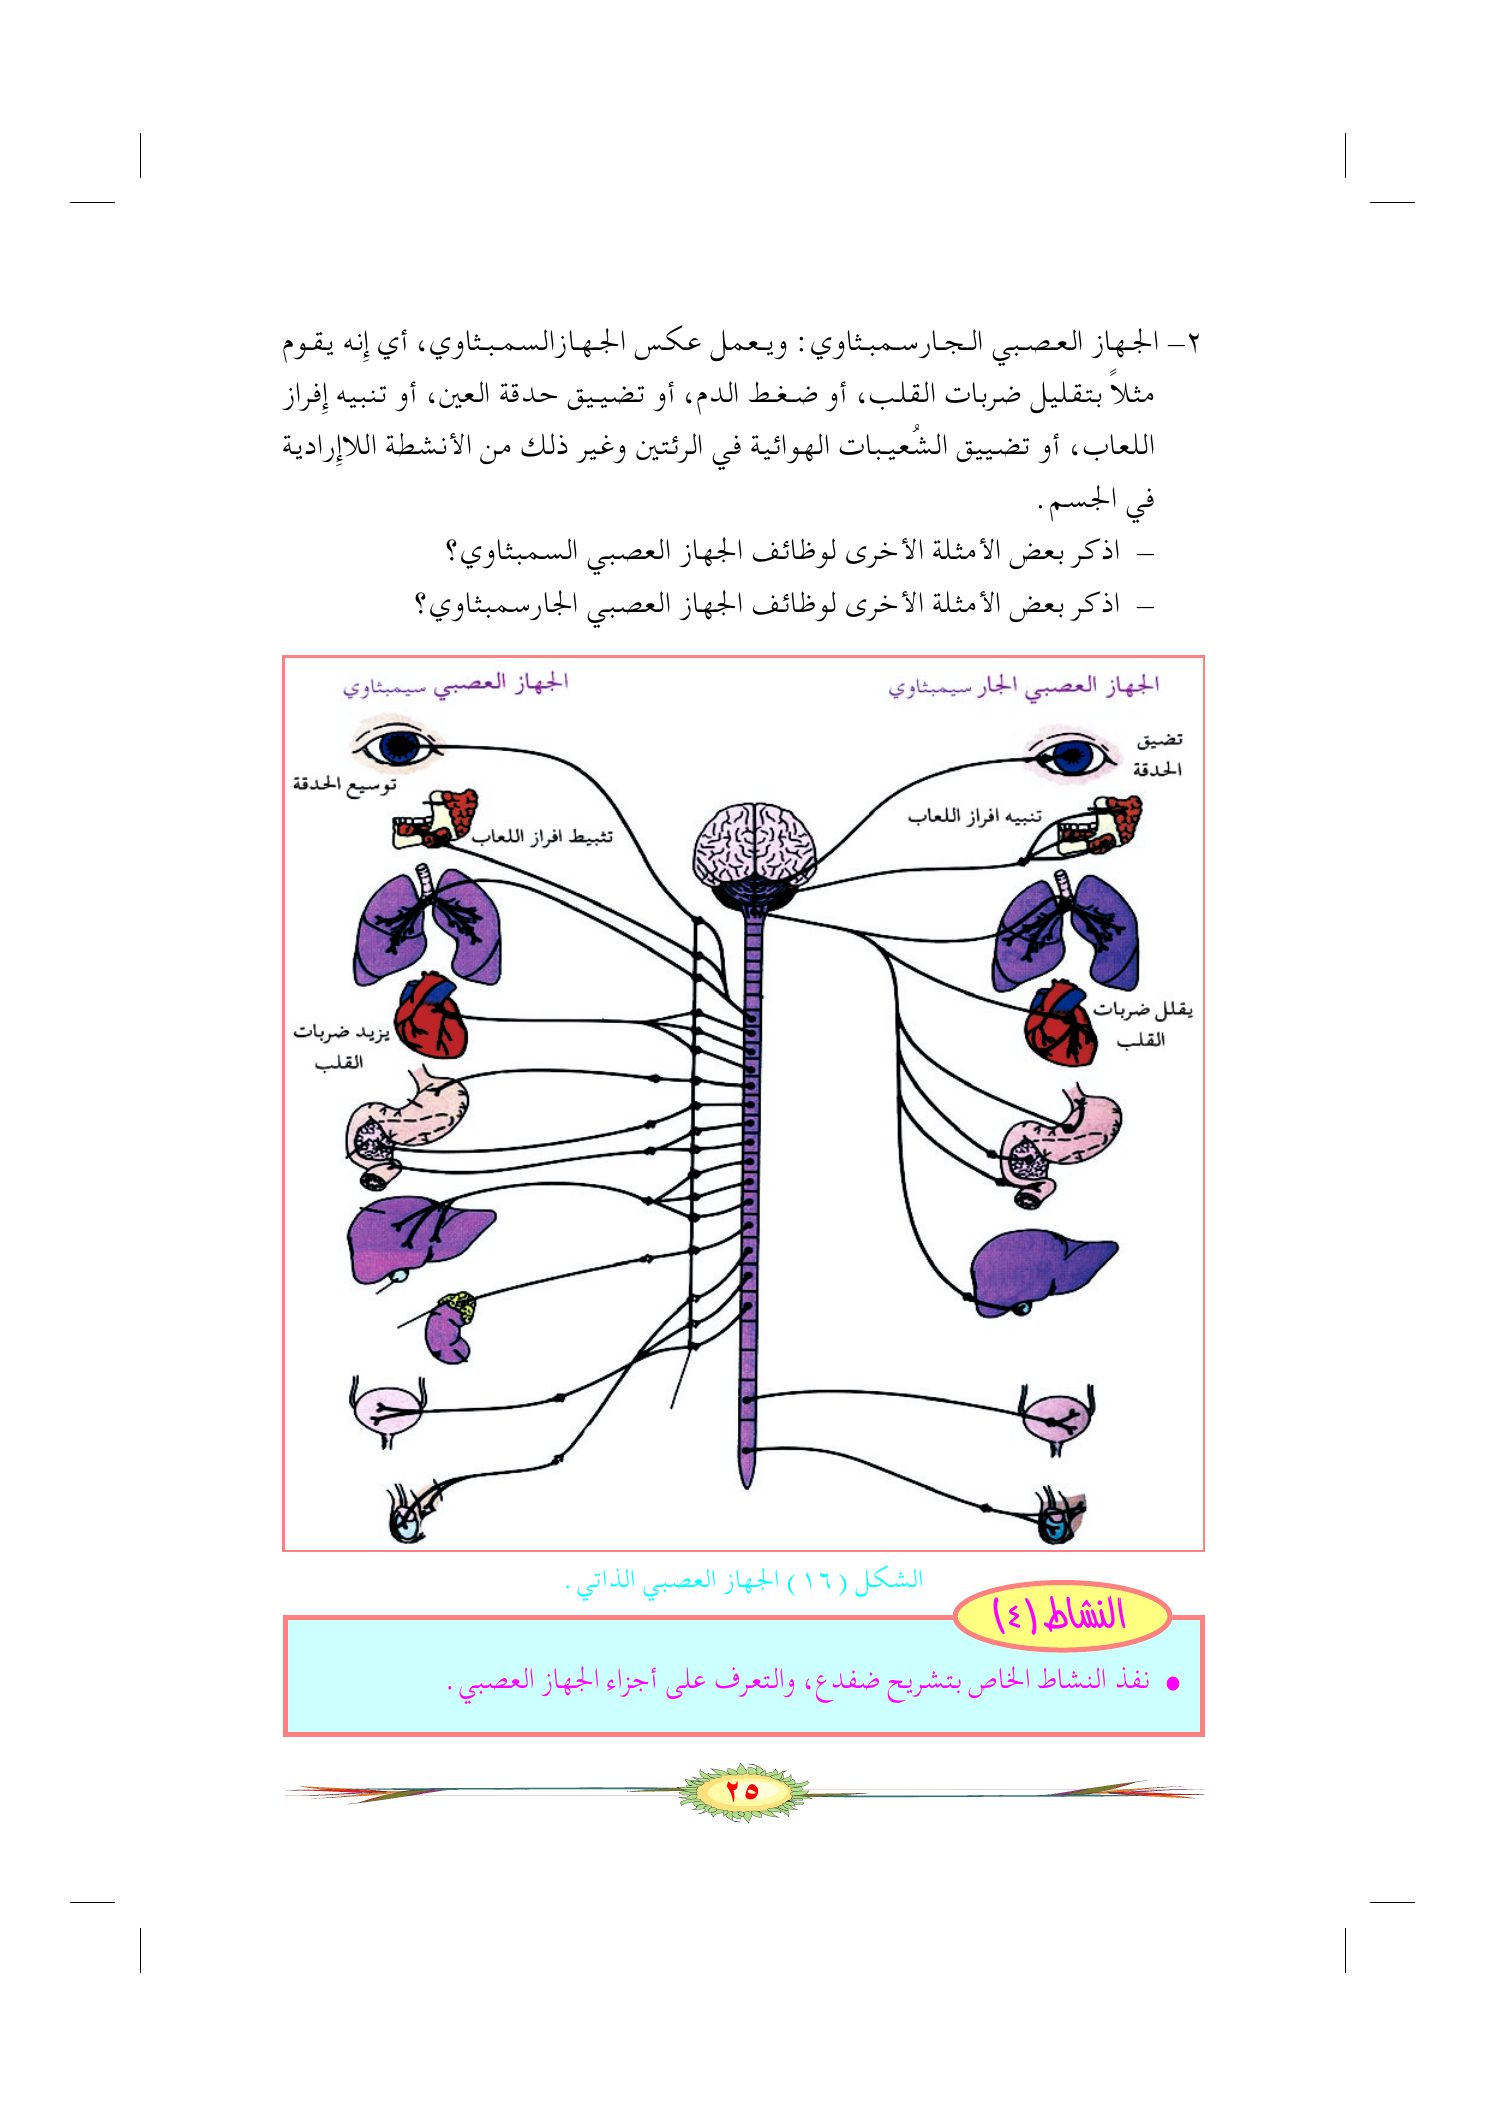 ٢– الجهاز العصبي الجارسمبثاوي: ويعمل عكس الجهازالسمبثاوي، أي إِنه يقوم
مثلاً بتقليل ضربات القلب، أو ضغط الدم، أو تضييق حدقة العين، أو تنبيه إِفراز
اللعاب، أو تضييق الشُعيبات الهوائية في الرئتين وغير ذلك من الأنشطة اللاإِرادية
في الجسم.
– اذكر بعض الأمثلة الأخرى لوظائف الجهاز العصبي السمبثاوي؟
– اذكر بعض الأمثلة الأخرى لوظائف الجهاز العصبي الجارسمبثاوي؟
الجهاز العصبي الجار سيمبثاوي
الجهاز العصبي سيمبثاوي
تضيق
الحدقة
توسيع الحدقة
تنبيه افراز اللعاب
تثبيط افراز اللعاب
يقلل ضربات
القلب
يزيد ضربات
القلب
الشكل (١٦) الجهاز العصبي الذاتي.
النشاط (٤)
● نفذ النشاط الخاص بتشريح ضفدع، والتعرف على أجزاء الجهاز العصبي.
٢٥